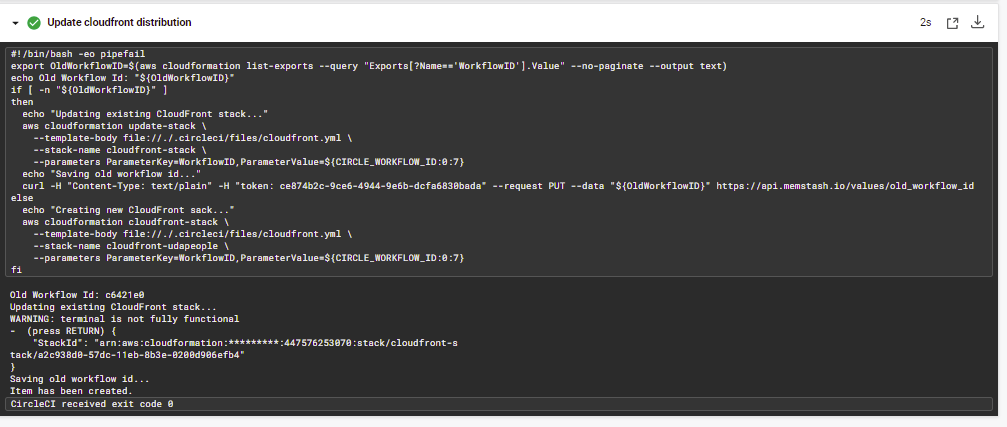 Update cloudfront distribution 2s
#!/bin/bash -eo pipefail
export OldWorkflowID=$(aws cloudformation list-exports --query "Exports[?Name=='WorkflowID'].Value" --no-paginate --output text)
echo Old Workflow Id: "${OldWorkflowID}"
if [ -n "${OldWorkflowID}" ]
then
  echo "Updating existing CloudFront stack..."
  aws cloudformation update-stack \
    --template-body file://./.circleci/files/cloudfront.yml \
    --stack-name cloudfront-stack \
    --parameters ParameterKey=WorkflowID,ParameterValue=${CIRCLE_WORKFLOW_ID:0:7}
  echo "Saving old workflow id..."
  curl -H "Content-Type: text/plain" -H "token: ce874b2c-9ce6-4944-9e6b-dcfa6830bada" --request PUT --data "${OldWorkflowID}" https://api.memstash.io/values/old_workflow_id
else
  echo "Creating new CloudFront sack..."
  aws cloudformation cloudfront-stack \
    --template-body file://./.circleci/files/cloudfront.yml \
    --stack-name cloudfront-udapeople \
    --parameters ParameterKey=WorkflowID,ParameterValue=${CIRCLE_WORKFLOW_ID:0:7}
fi
Old Workflow Id: c6421e0
Updating existing CloudFront stack...
WARNING: terminal is not fully functional
-  (press RETURN) {
    "StackId": "arn:aws:cloudformation:*********:447576253070:stack/cloudfront-s
tack/a2c938d0-57dc-11eb-8b3e-0200d906efb4"
}
Saving old workflow id...
Item has been created.
CircleCI received exit code 0